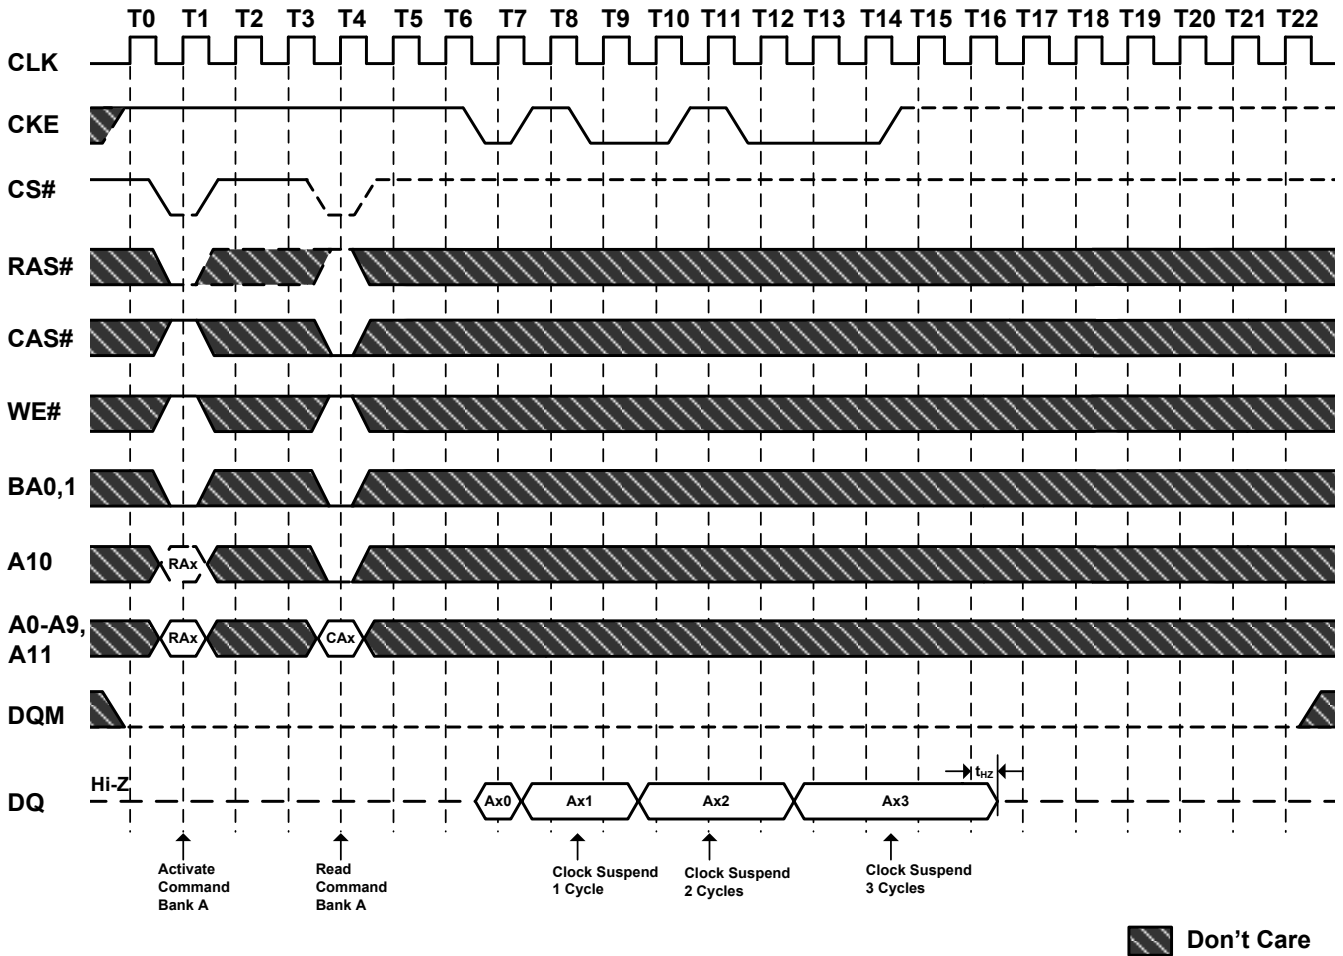 T0 T1 T2 T3 T4 T5 T6 T7 T8 T9 T10 T11 T12 T13 T14 T15 T16 T17 T18 T19 T20 T21 T22
CLK
CKE
CS#
RAS#
CAS#
WE#
BA0,1
A10
RAx
A0-A9,
A11
RAx
CAx
DQM
Hi-Z
tHZ
DQ
Ax0
Ax1
Ax2
Ax3
Activate
Command
Bank A
Read
Command
Bank A
Clock Suspend
1 Cycle
Clock Suspend
2 Cycles
Clock Suspend
3 Cycles
Don't Care